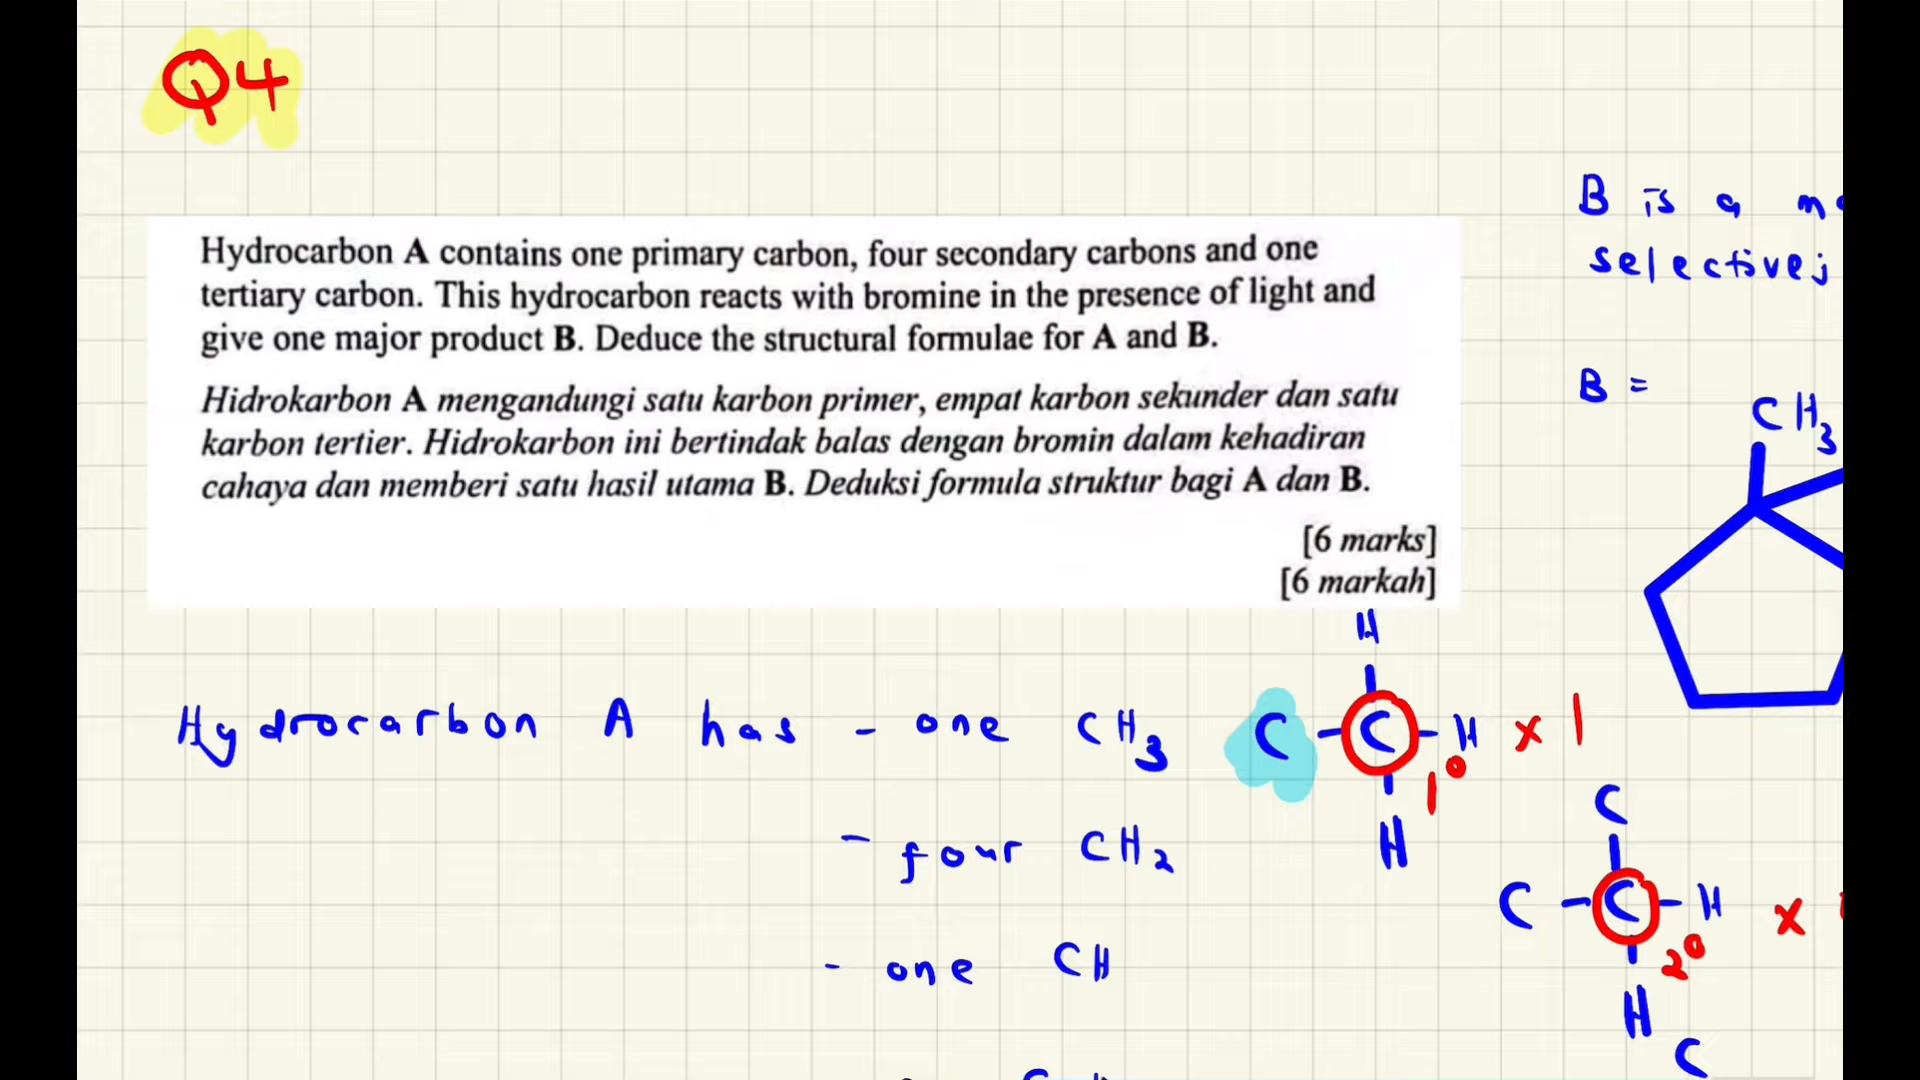 Q4
Hydrocarbon A contains one primary carbon, four secondary carbons and one
tertiary carbon. This hydrocarbon reacts with bromine in the presence of light and
give one major product B. Deduce the structural formulae for A and B.
Hidrokarbon A mengandungi satu karbon primer, empat karbon sekunder dan satu
karbon tertier. Hidrokarbon ini bertindak balas dengan bromin dalam kehadiran
cahaya dan memberi satu hasil utama B. Deduksi formula struktur bagi A dan B.
[6 marks]
[6 markah]
B is a
selective;
B =
CH3
Hydrocarbon A has - one CH3
H
C - C - H x 1
1°
H
- four CH2
C
C - C - H x
2°
H
- one CH
C